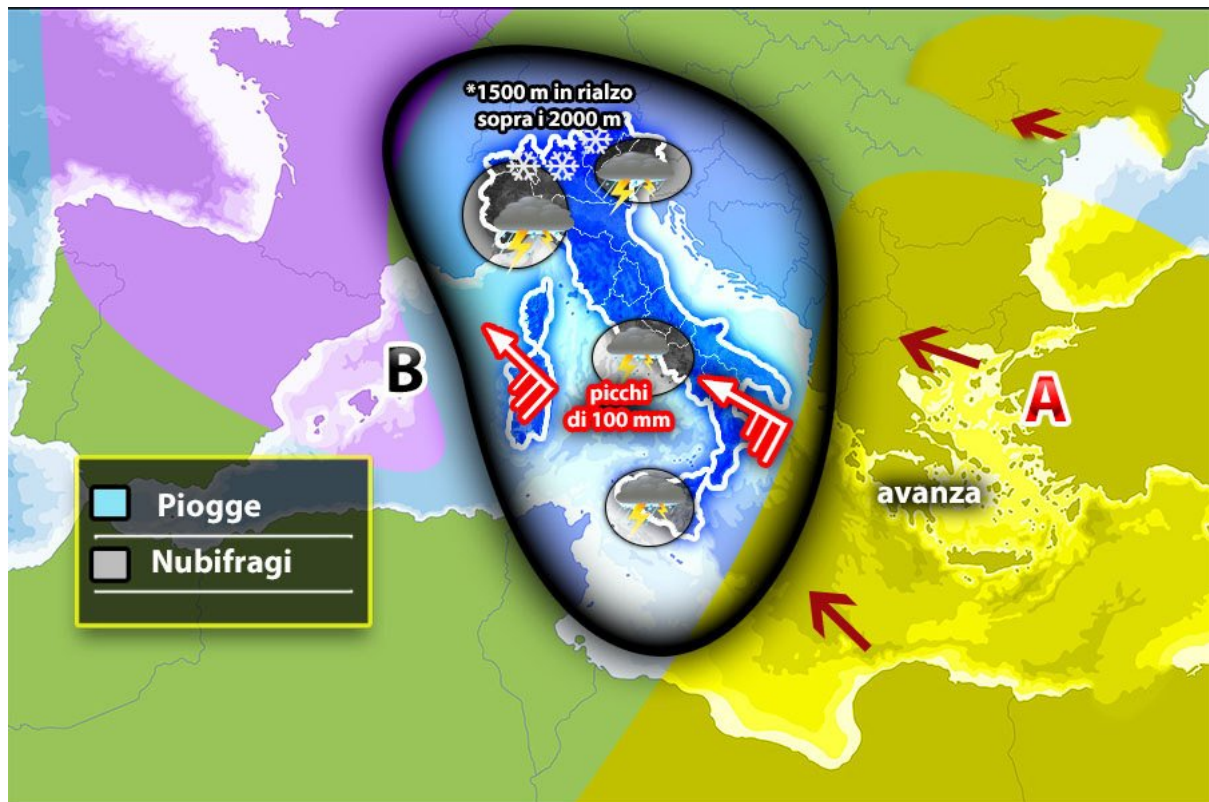 *1500 m in rialzo
sopra i 2000 m
B
picchi
di 100 mm
A
avanza
Piogge
Nubifragi